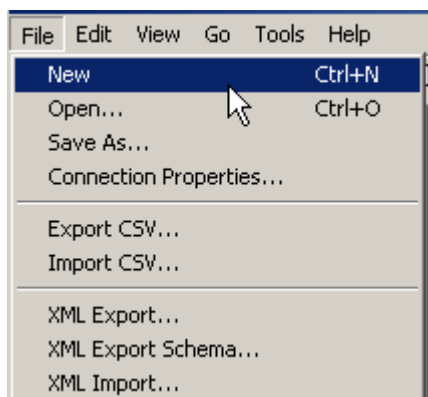 File Edit View Go Tools Help
New Ctrl+N
Open... Ctrl+O
Save As...
Connection Properties...
Export CSV...
Import CSV...
XML Export...
XML Export Schema...
XML Import...